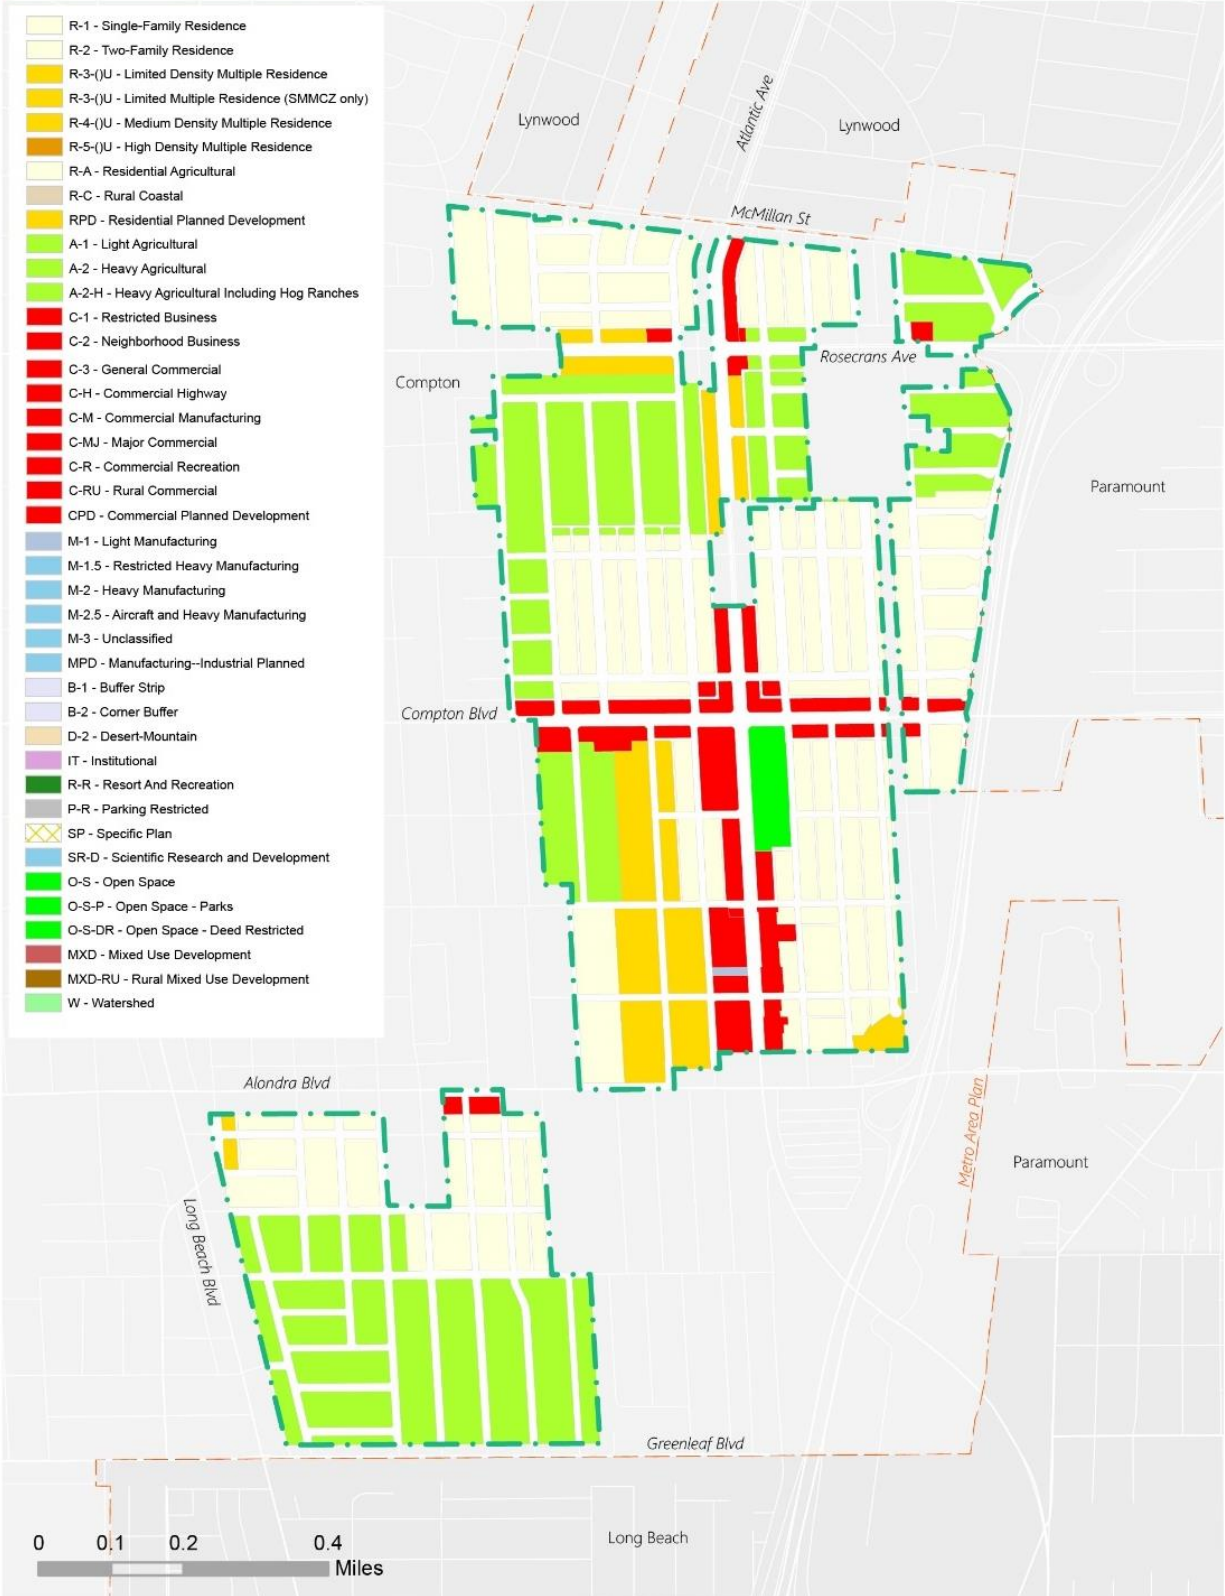 R-1 - Single-Family Residence
R-2 - Two-Family Residence
R-3-()U - Limited Density Multiple Residence
R-3-()U - Limited Multiple Residence (SMMCZ only)
R-4-()U - Medium Density Multiple Residence
R-5-()U - High Density Multiple Residence
R-A - Residential Agricultural
R-C - Rural Coastal
RPD - Residential Planned Development
A-1 - Light Agricultural
A-2 - Heavy Agricultural
A-2-H - Heavy Agricultural Including Hog Ranches
C-1 - Restricted Business
C-2 - Neighborhood Business
C-3 - General Commercial
C-H - Commercial Highway
C-M - Commercial Manufacturing
C-MJ - Major Commercial
C-R - Commercial Recreation
C-RU - Rural Commercial
CPD - Commercial Planned Development
M-1 - Light Manufacturing
M-1.5 - Restricted Heavy Manufacturing
M-2 - Heavy Manufacturing
M-2.5 - Aircraft and Heavy Manufacturing
M-3 - Unclassified
MPD - Manufacturing--Industrial Planned
B-1 - Buffer Strip
B-2 - Corner Buffer
D-2 - Desert-Mountain
IT - Institutional
R-R - Resort And Recreation
P-R - Parking Restricted
SP - Specific Plan
SR-D - Scientific Research and Development
O-S - Open Space
O-S-P - Open Space - Parks
O-S-DR - Open Space - Deed Restricted
MXD - Mixed Use Development
MXD-RU - Rural Mixed Use Development
W - Watershed
Lynwood
Atlantic Ave
Lynwood
McMillan St
Rosecrans Ave
Compton
Paramount
Compton Blvd
Alondra Blvd
Metro Area Plan
Paramount
Long Beach Blvd
Greenleaf Blvd
Long Beach
0 0.1 0.2 0.4
Miles